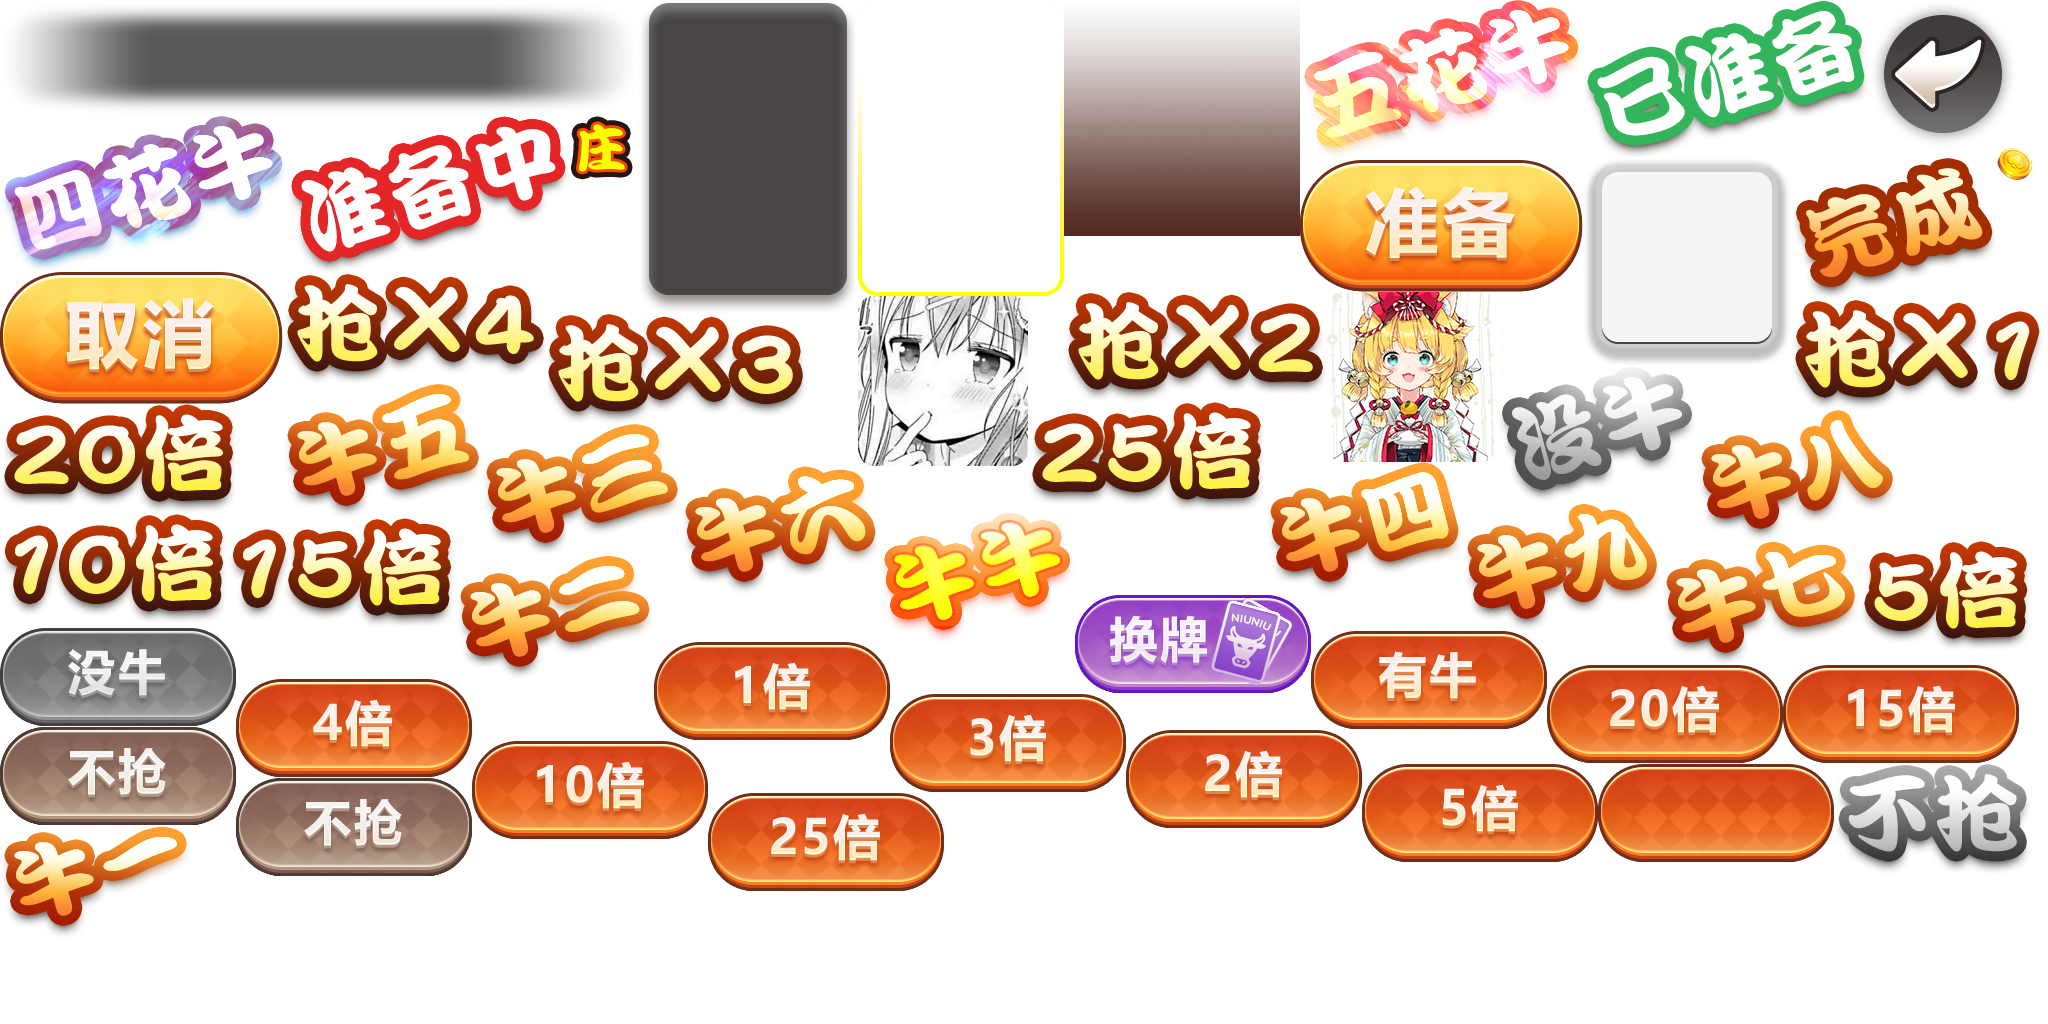 五花牛
已准备
四花牛
准备中
庄
准备
完成
取消
抢X4
抢X3
抢X2
抢X1
20倍
牛五
牛三
牛六
25倍
没牛
牛八
牛四
牛九
牛七
5倍
10倍
15倍
牛二
牛牛
换牌
NIUNIU
没牛
4倍
1倍
3倍
有牛
20倍
15倍
不抢
不抢
10倍
25倍
2倍
5倍
不抢
牛一